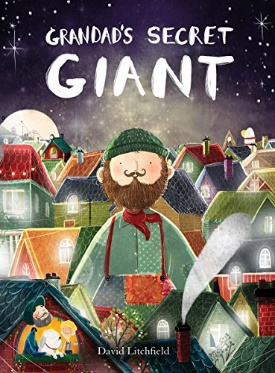 GRANDAD'S SECRET
GIANT
David Litchfield